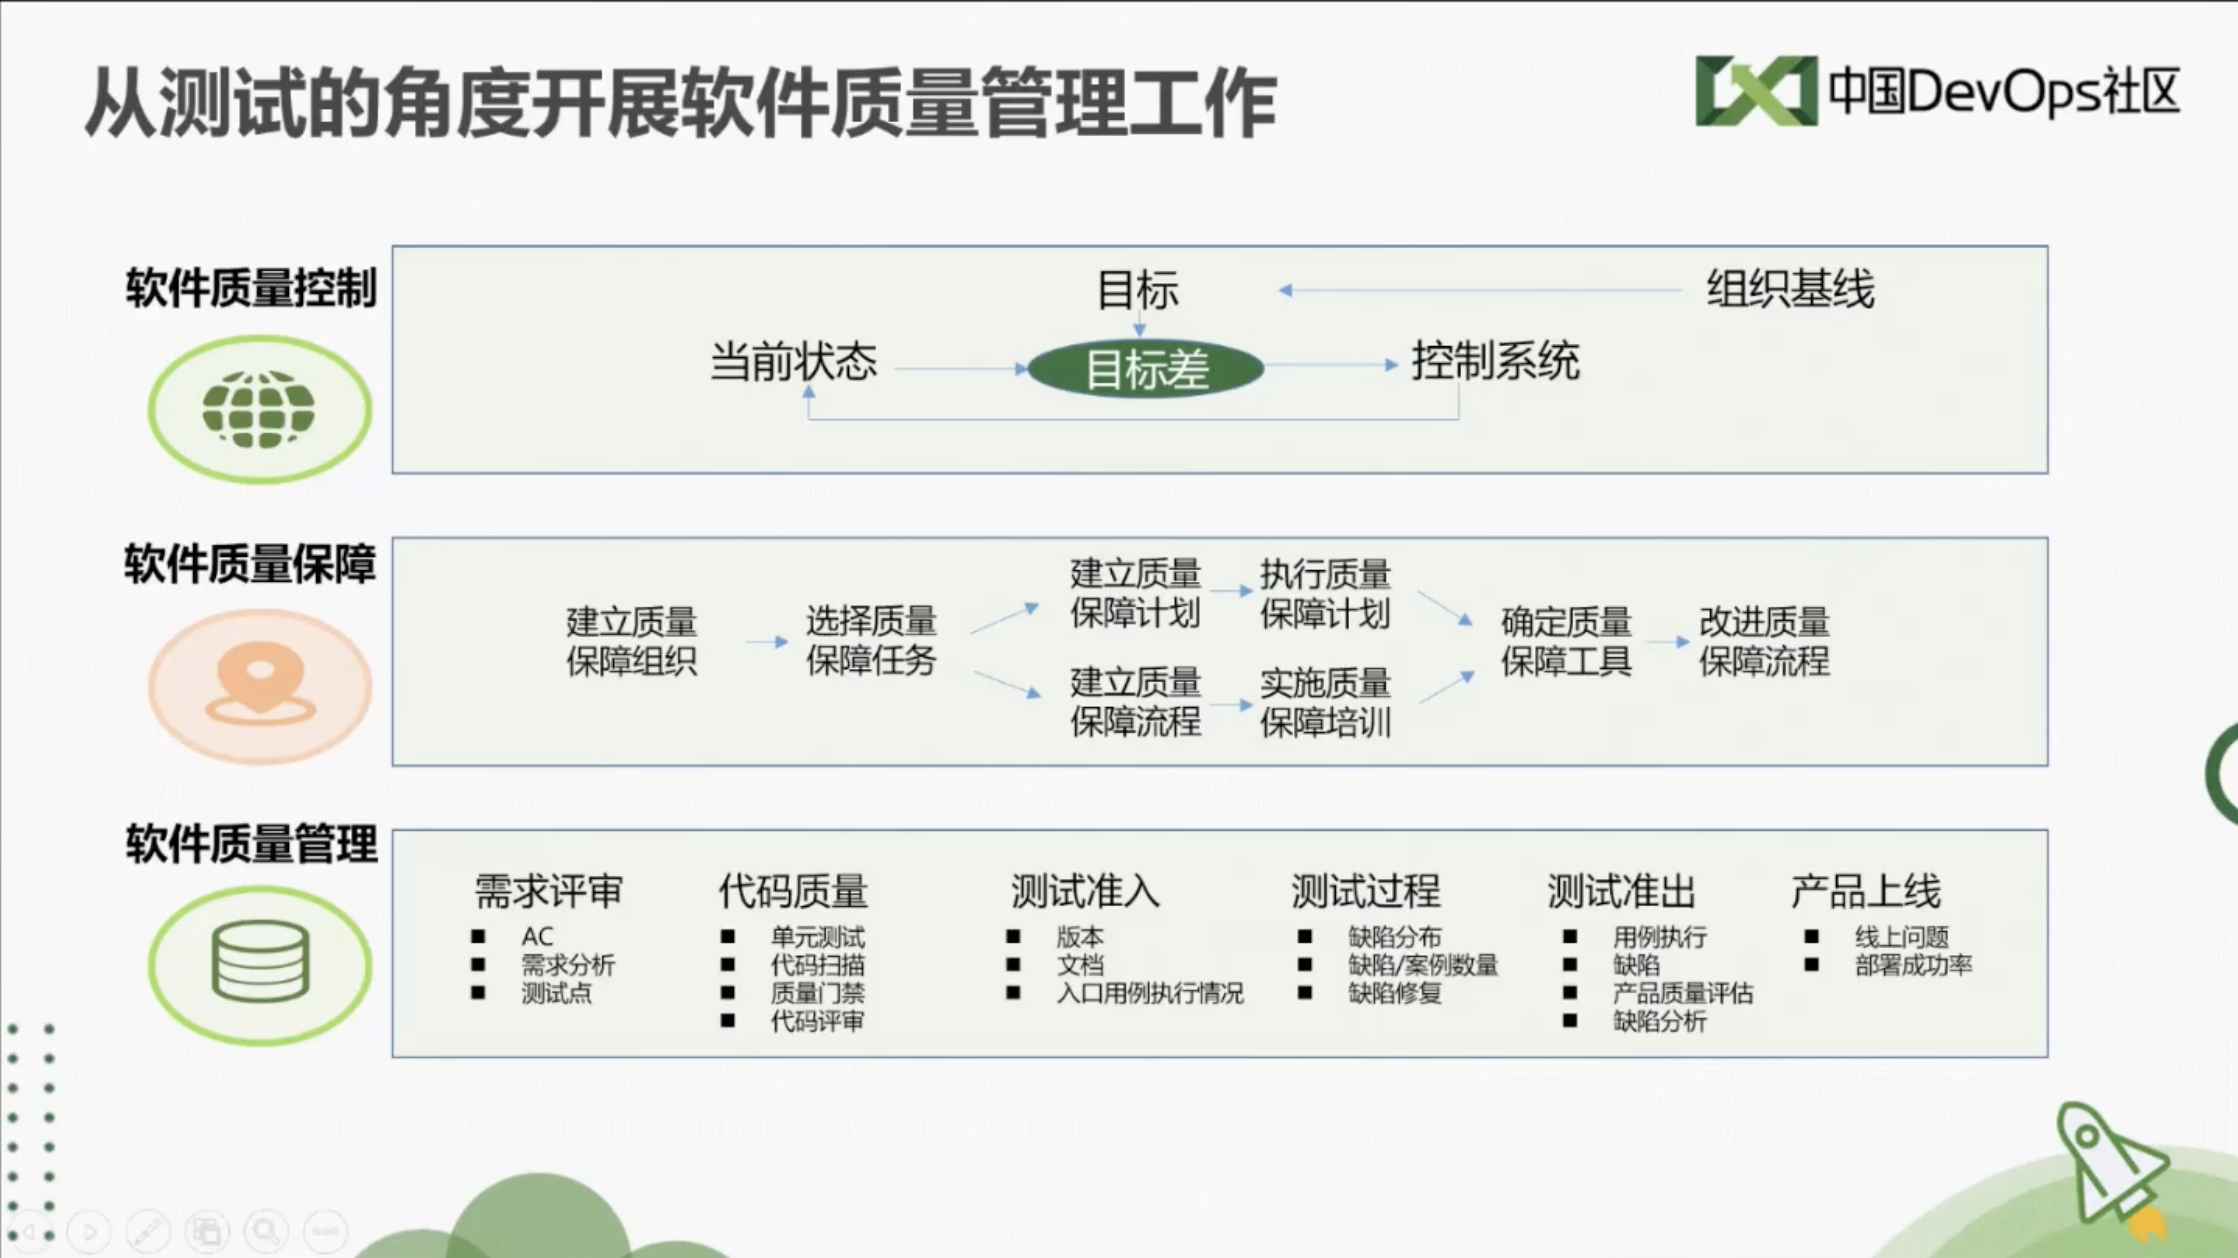 从测试的角度开展软件质量管理工作
中国DevOps社区
软件质量控制
目标
组织基线
当前状态
目标差
控制系统
软件质量保障
建立质量
保障组织
选择质量
保障任务
建立质量
保障计划
执行质量
保障计划
建立质量
保障流程
实施质量
保障培训
确定质量
保障工具
改进质量
保障流程
软件质量管理
需求评审
AC
需求分析
测试点
代码质量
单元测试
代码扫描
质量门禁
代码评审
测试准入
版本
文档
入口用例执行情况
测试过程
缺陷分布
缺陷/案例数量
缺陷修复
测试准出
用例执行
缺陷
产品质量评估
缺陷分析
产品上线
线上问题
部署成功率